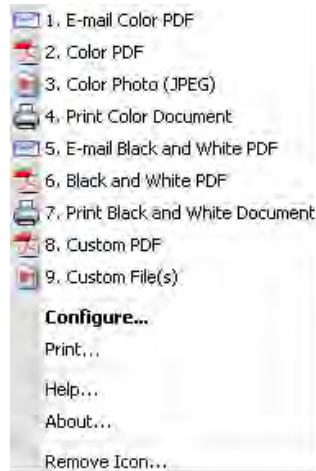 1. E-mail Color PDF
2. Color PDF
3. Color Photo (JPEG)
4. Print Color Document
5. E-mail Black and White PDF
6. Black and White PDF
7. Print Black and White Document
8. Custom PDF
9. Custom File(s)
Configure...
Print...
Help...
About...
Remove Icon...